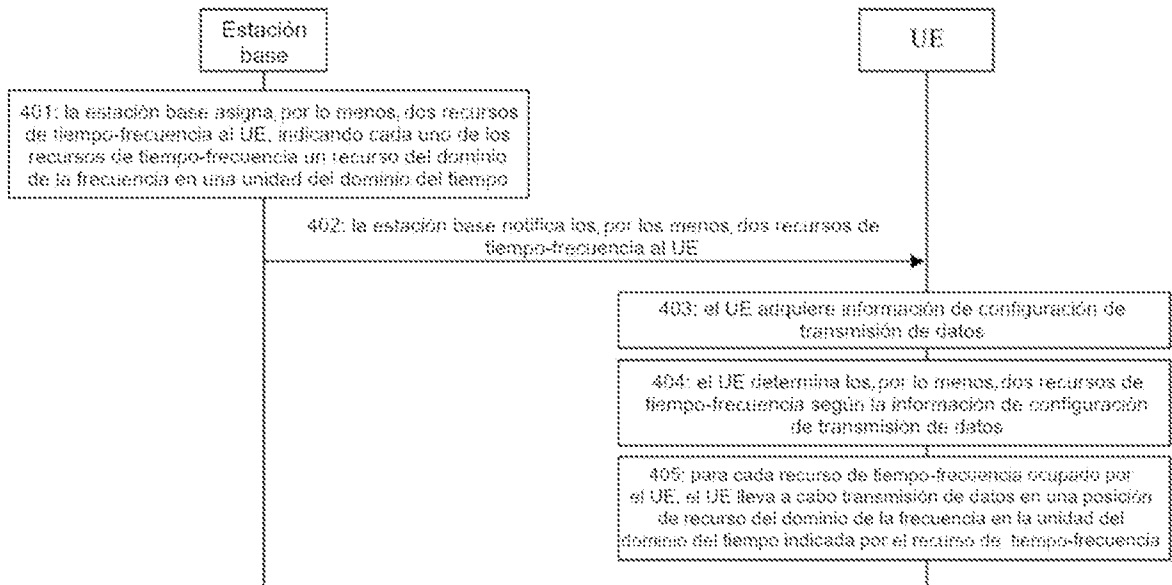 Estación
base
UE
401: la estación base asigna, por lo menos, dos recursos
de tiempo-frecuencia al UE, indicando cada uno de los
recursos de tiempo-frecuencia un recurso del dominio
de la frecuencia en una unidad del dominio del tiempo
402: la estación base notifica los, por los menos, dos recursos de
tiempo-frecuencia al UE
403: el UE adquiere información de configuración de
transmisión de datos
404: el UE determina los, por lo menos, dos recursos de
tiempo-frecuencia según la información de configuración
de transmisión de datos
405: para cada recurso de tiempo-frecuencia ocupado por
el UE, el UE lleva a cabo transmisión de datos en una posición
de recurso del dominio de la frecuencia en la unidad del
dominio del tiempo indicada por el recurso de tiempo-frecuencia